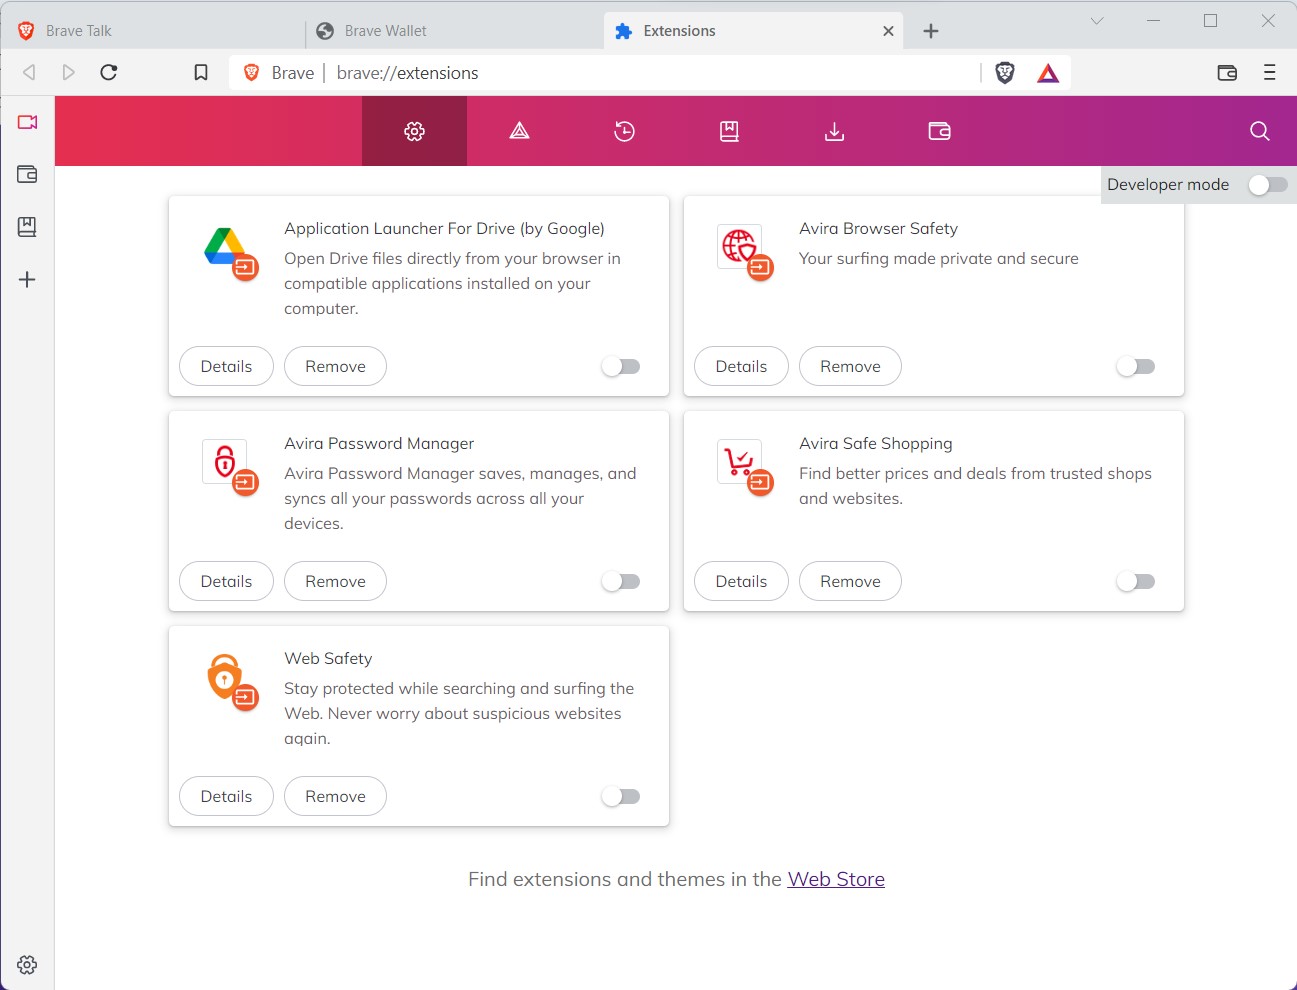 Brave Talk
Brave Wallet
Extensions
Brave | brave://extensions
Developer mode
Application Launcher For Drive (by Google)
Open Drive files directly from your browser in
compatible applications installed on your
computer.
Details
Remove
Avira Browser Safety
Your surfing made private and secure
Details
Remove
Avira Password Manager
Avira Password Manager saves, manages, and
syncs all your passwords across all your
devices.
Details
Remove
Avira Safe Shopping
Find better prices and deals from trusted shops
and websites.
Details
Remove
Web Safety
Stay protected while searching and surfing the
Web. Never worry about suspicious websites
again.
Details
Remove
Find extensions and themes in the Web Store